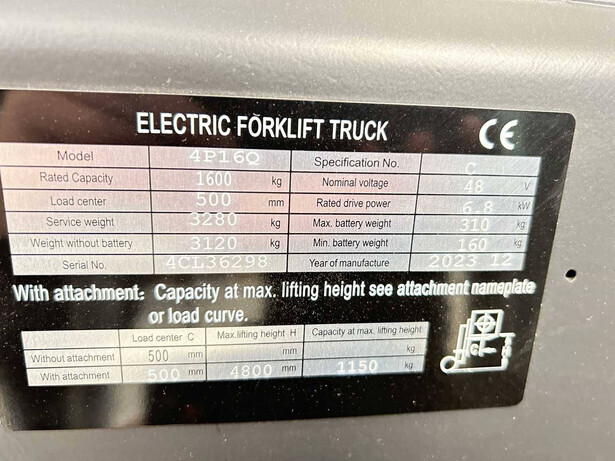 ELECTRIC FORKLIFT TRUCK CE
Model 4P16Q Specification No. C
Rated Capacity 1600 kg Nominal voltage 48 V
Load center 500 mm Rated drive power 6.8 kW
Service weight 3280 kg Max. battery weight 310 kg
Weight without battery 3120 kg Min. battery weight 160 kg
Serial No. 4CL36298 Year of manufacture 2023 12
With attachment: Capacity at max. lifting height see attachment nameplate
or load curve.
Load center C Max.lifting height H Capacity at max. lifting height
Without attachment 500 mm mm kg
With attachment 500 mm 4800 mm 1150 kg